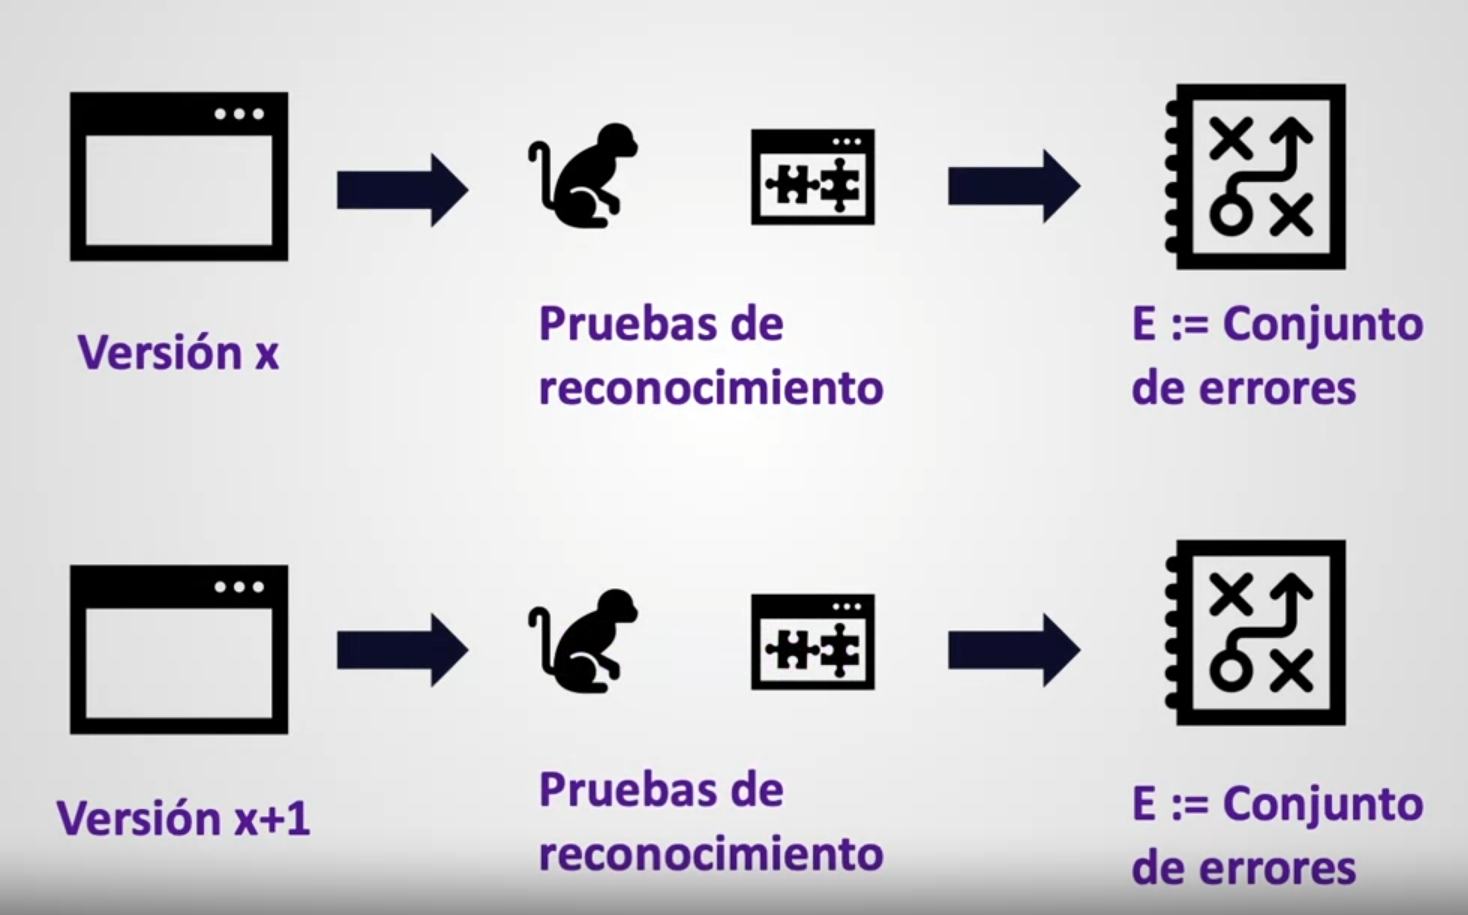 Versión x
Pruebas de
reconocimiento
E := Conjunto
de errores
Versión x+1
Pruebas de
reconocimiento
E := Conjunto
de errores